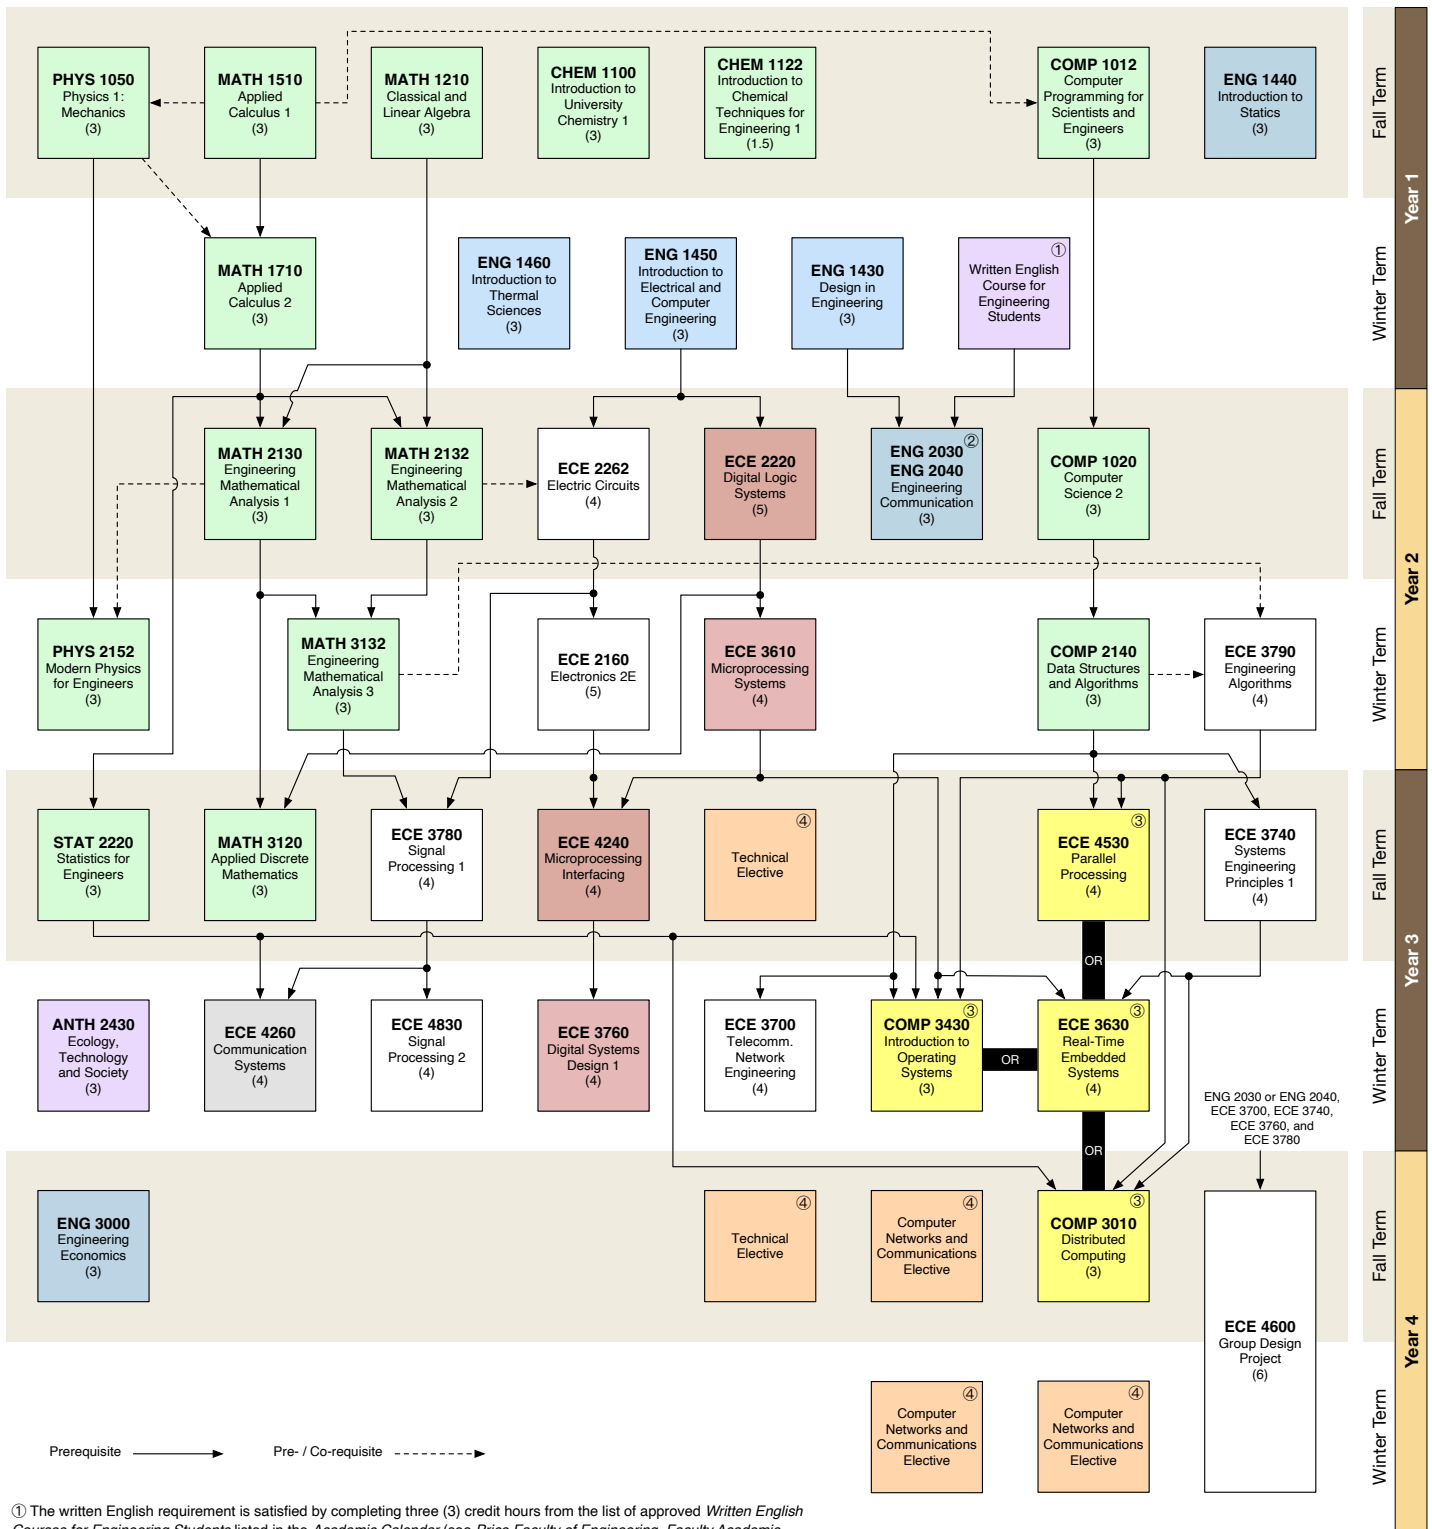 PHYS 1050
Physics 1:
Mechanics
(3)
MATH 1510
Applied
Calculus 1
(3)
MATH 1210
Classical and
Linear Algebra
(3)
CHEM 1100
Introduction to
University
Chemistry 1
(3)
CHEM 1122
Introduction to
Chemical
Techniques for
Engineering 1
(1.5)
COMP 1012
Computer
Programming for
Scientists and
Engineers
(3)
ENG 1440
Introduction to
Statics
(3)
Fall Term
Year 1
MATH 1710
Applied
Calculus 2
(3)
ENG 1460
Introduction to
Thermal
Sciences
(3)
ENG 1450
Introduction to
Electrical and
Computer
Engineering
(3)
ENG 1430
Design in
Engineering
(3)
①
Written English
Course for
Engineering
Students
Winter Term
MATH 2130
Engineering
Mathematical
Analysis 1
(3)
MATH 2132
Engineering
Mathematical
Analysis 2
(3)
ECE 2262
Electric Circuits
(4)
ECE 2220
Digital Logic
Systems
(5)
②
ENG 2030
ENG 2040
Engineering
Communication
(3)
COMP 1020
Computer
Science 2
(3)
Fall Term
Year 2
PHYS 2152
Modern Physics
for Engineers
(3)
MATH 3132
Engineering
Mathematical
Analysis 3
(3)
ECE 2160
Electronics 2E
(5)
ECE 3610
Microprocessing
Systems
(4)
COMP 2140
Data Structures
and Algorithms
(3)
ECE 3790
Engineering
Algorithms
(4)
Winter Term
STAT 2220
Statistics for
Engineers
(3)
MATH 3120
Applied Discrete
Mathematics
(3)
ECE 3780
Signal
Processing 1
(4)
ECE 4240
Microprocessing
Interfacing
(4)
④
Technical
Elective
③
ECE 4530
Parallel
Processing
(4)
ECE 3740
Systems
Engineering
Principles 1
(4)
Fall Term
Year 3
OR
ANTH 2430
Ecology,
Technology
and Society
(3)
ECE 4260
Communication
Systems
(4)
ECE 4830
Signal
Processing 2
(4)
ECE 3760
Digital Systems
Design 1
(4)
ECE 3700
Telecomm.
Network
Engineering
(4)
③
COMP 3430
Introduction to
Operating
Systems
(3)
OR
③
ECE 3630
Real-Time
Embedded
Systems
(4)
Winter Term
ENG 2030 or ENG 2040,
ECE 3700, ECE 3740,
ECE 3760, and
ECE 3780
OR
ENG 3000
Engineering
Economics
(3)
④
Technical
Elective
④
Computer
Networks and
Communications
Elective
③
COMP 3010
Distributed
Computing
(3)
ECE 4600
Group Design
Project
(6)
Fall Term
Year 4
④
Computer
Networks and
Communications
Elective
④
Computer
Networks and
Communications
Elective
Winter Term
Prerequisite
Pre- / Co-requisite
① The written English requirement is satisfied by completing three (3) credit hours from the list of approved Written English
Courses for Engineering Students listed in the Academic Calendar (see Price Faculty of Engineering, Faculty Academic